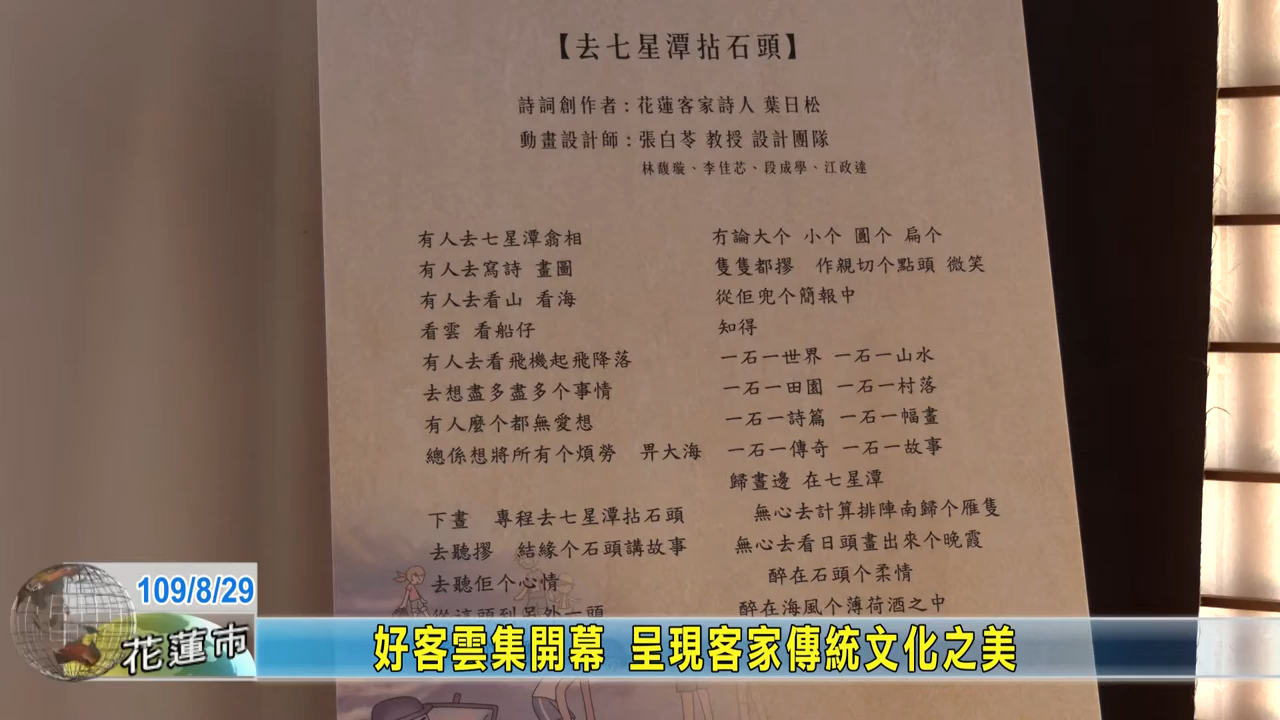 【去七星潭拈石頭】
詩詞創作者：花蓮客家詩人 葉日松
動畫設計師：張白苓 教授 設計團隊
林馥璇、李佳芯、段成學、江政達
有人去七星潭翕相
有人去寫詩 畫圖
有人去看山 看海
看雲 看船仔
有人去看飛機起飛降落
去想盡多盡多个事情
有人麼个都無愛想
總係想將所有个煩勞 畀大海
下晝 專程去七星潭拈石頭
去聽摎 結緣个石頭講故事
去聽佢个心情
從這頭到另外一頭
冇論大个 小个 圓个 扁个
隻隻都摎 作親切个點頭 微笑
從佢兜个簡報中
知得
一石一世界 一石一山水
一石一田園 一石一村落
一石一詩篇 一石一幅畫
一石一傳奇 一石一故事
歸晝邊 在七星潭
無心去計算排陣南歸个雁隻
無心去看日頭畫出來个晚霞
醉在石頭个柔情
醉在海風个薄荷酒之中
109/8/29
花蓮市
好客雲集開幕 呈現客家傳統文化之美